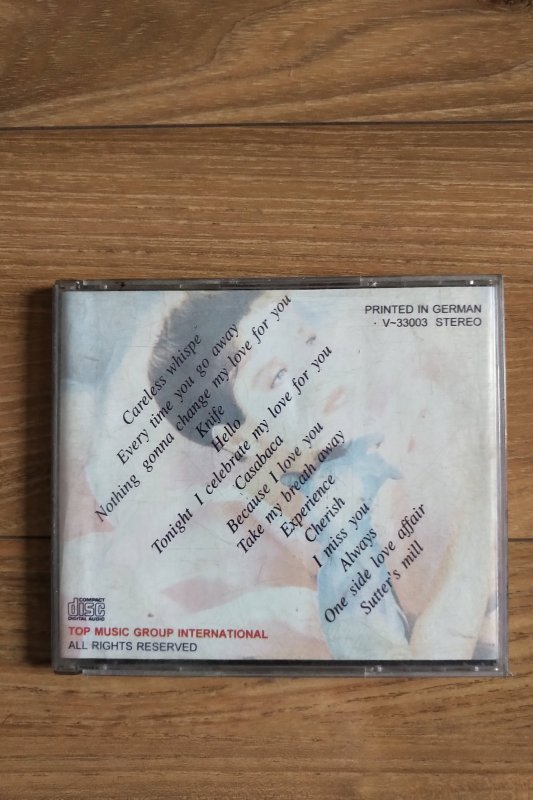 PRINTED IN GERMAN
· V~33003 STEREO
Careless whispe
Every time you go away
Nothing gonna change my love for you
Knife
Hello
Tonight I celebrate my love for you
Casabaca
Because I love you
Take my breath away
Experience
Cherish
I miss you
Always
One side love affair
Sutter's mill
COMPACT
disc
DIGITAL AUDIO
TOP MUSIC GROUP INTERNATIONAL
ALL RIGHTS RESERVED